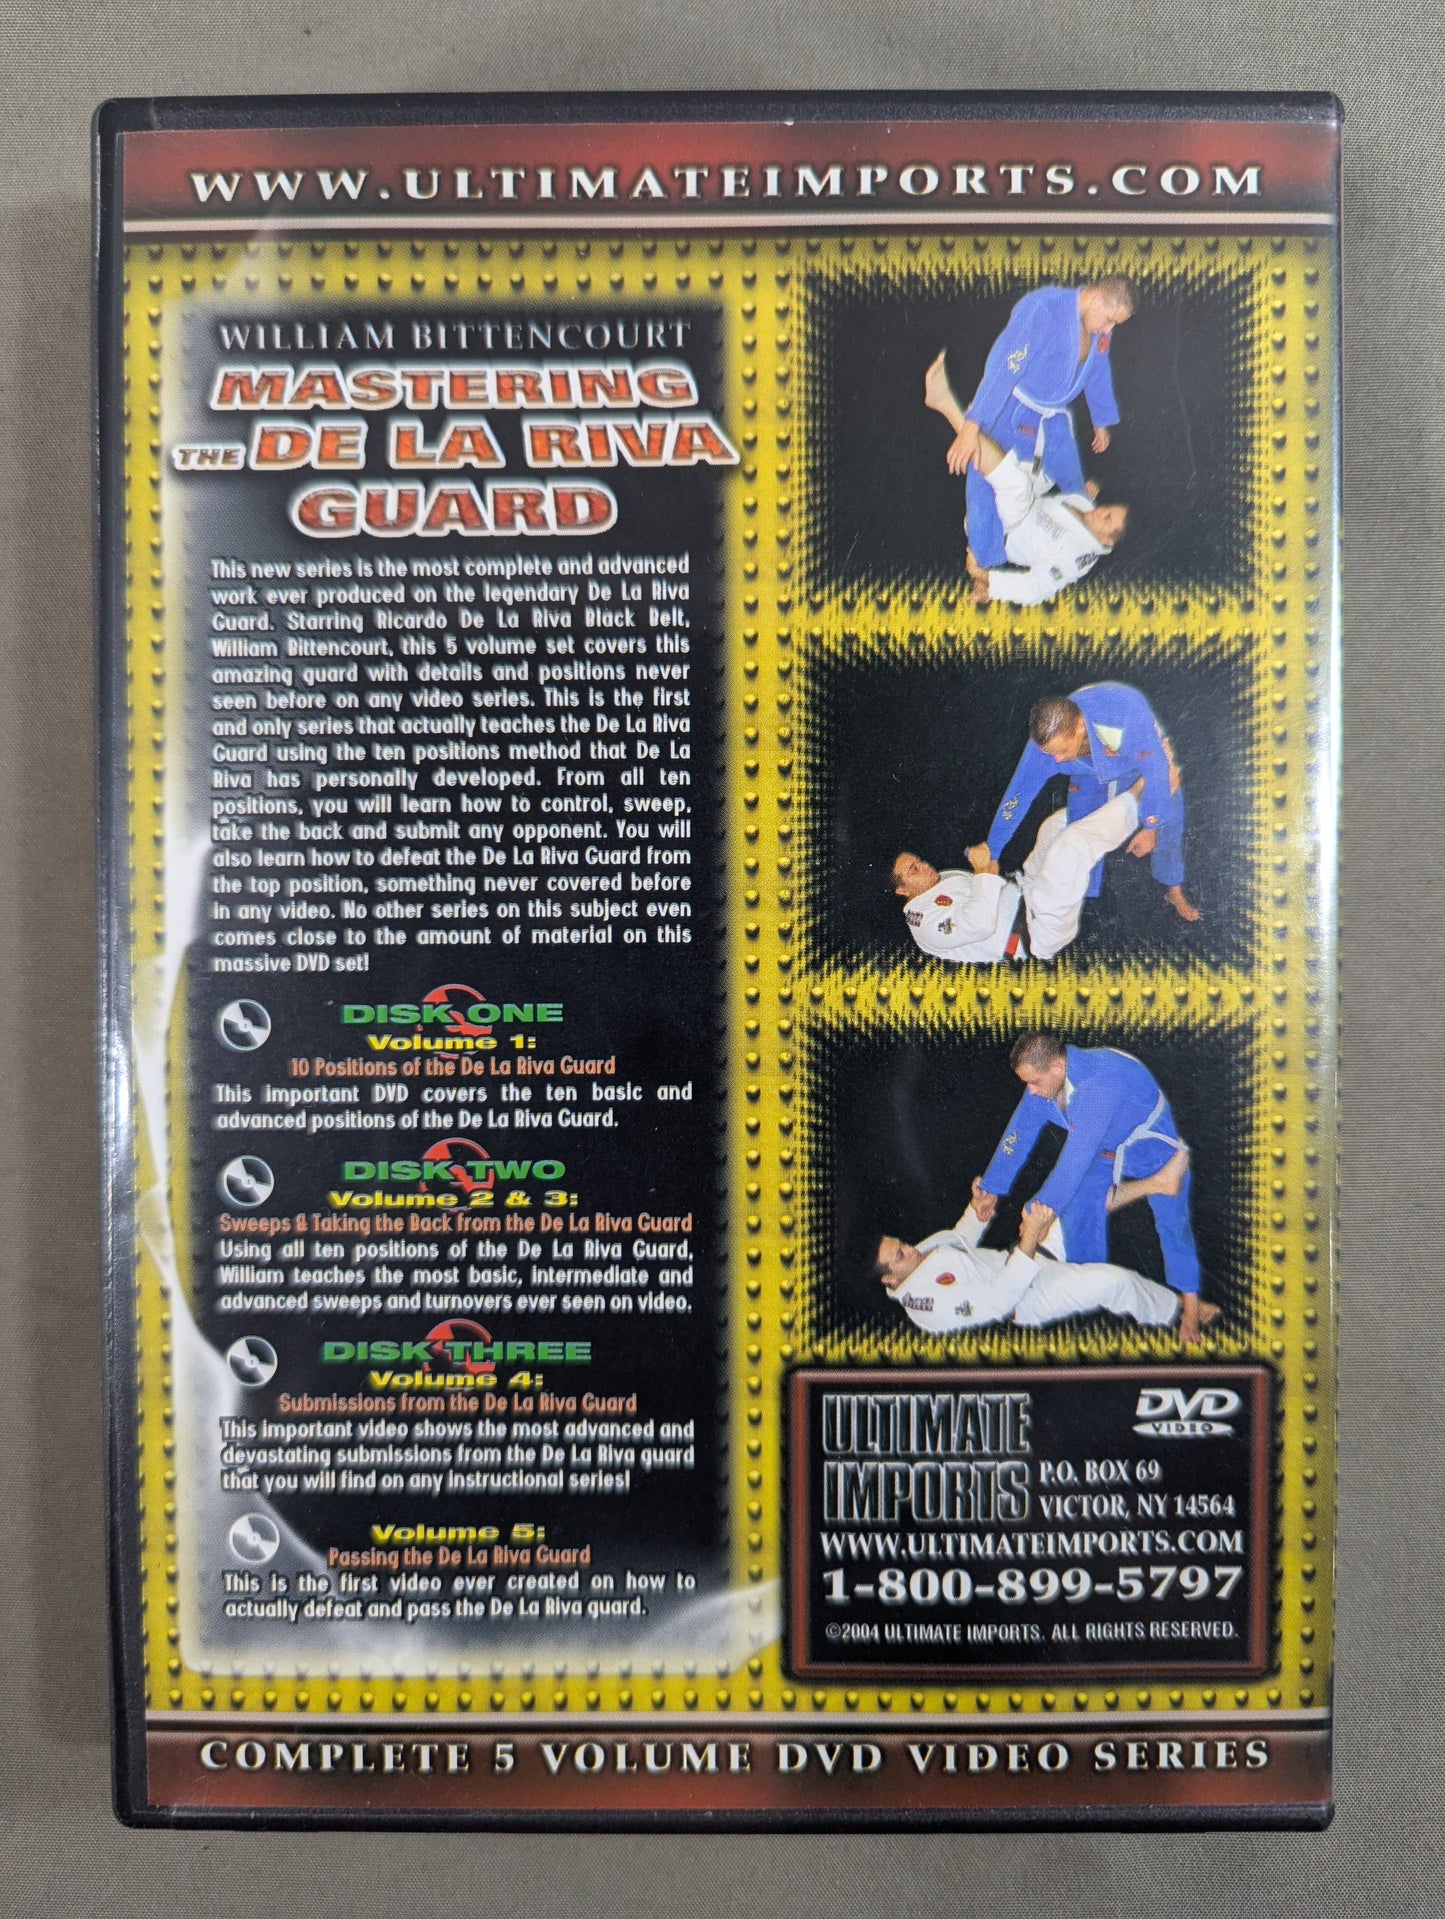 WWW.ULTIMATEIMPORTS.COM
WILLIAM BITTENCOURT
MASTERING
THE DE LA RIVA
GUARD
This new series is the most complete and advanced
work ever produced on the legendary De La Riva
Guard. Starring Ricardo De La Riva Black Belt,
William Bittencourt, this 5 volume set covers this
amazing guard with details and positions never
seen before on any video series. This is the first
and only series that actually teaches the De La Riva
Guard using the ten positions method that De La
Riva has personally developed. From all ten
positions, you will learn how to control, sweep,
take the back and submit any opponent. You will
also learn how to defeat the De La Riva Guard from
the top position, something never covered before
in any video. No other series on this subject even
comes close to the amount of material on this
massive DVD set!
DISK ONE
Volume 1:
10 Positions of the De La Riva Guard
This important DVD covers the ten basic and
advanced positions of the De La Riva Guard.
DISK TWO
Volume 2 & 3:
Sweeps & Taking the Back from the De La Riva Guard
Using all ten positions of the De La Riva Guard,
William teaches the most basic, intermediate and
advanced sweeps and turnovers ever seen on video.
DISK THREE
Volume 4:
Submissions from the De La Riva Guard
This important video shows the most advanced and
devastating submissions from the De La Riva guard
that you will find on any instructional series!
Volume 5:
Passing the De La Riva Guard
This is the first video ever created on how to
actually defeat and pass the De La Riva guard.
ULTIMATE
IMPORTS
DVD
VIDEO
P.O. BOX 69
VICTOR, NY 14564
WWW.ULTIMATEIMPORTS.COM
1-800-899-5797
©2004 ULTIMATE IMPORTS. ALL RIGHTS RESERVED.
COMPLETE 5 VOLUME DVD VIDEO SERIES